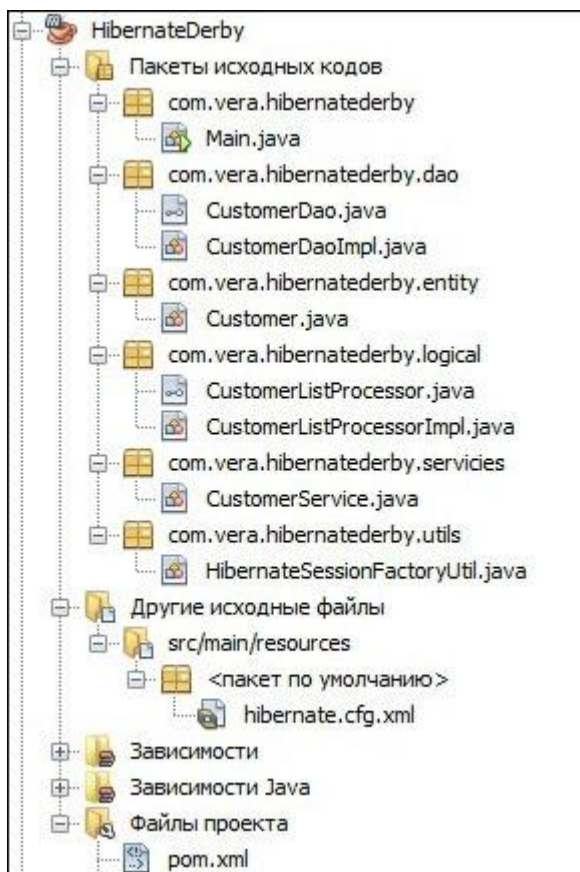 HibernateDerby
Пакеты исходных кодов
com.vera.hibernatederby
Main.java
com.vera.hibernatederby.dao
CustomerDao.java
CustomerDaoImpl.java
com.vera.hibernatederby.entity
Customer.java
com.vera.hibernatederby.logical
CustomerListProcessor.java
CustomerListProcessorImpl.java
com.vera.hibernatederby.servicies
CustomerService.java
com.vera.hibernatederby.utils
HibernateSessionFactoryUtil.java
Другие исходные файлы
src/main/resources
<пакет по умолчанию>
hibernate.cfg.xml
Зависимости
Зависимости Java
Файлы проекта
pom.xml